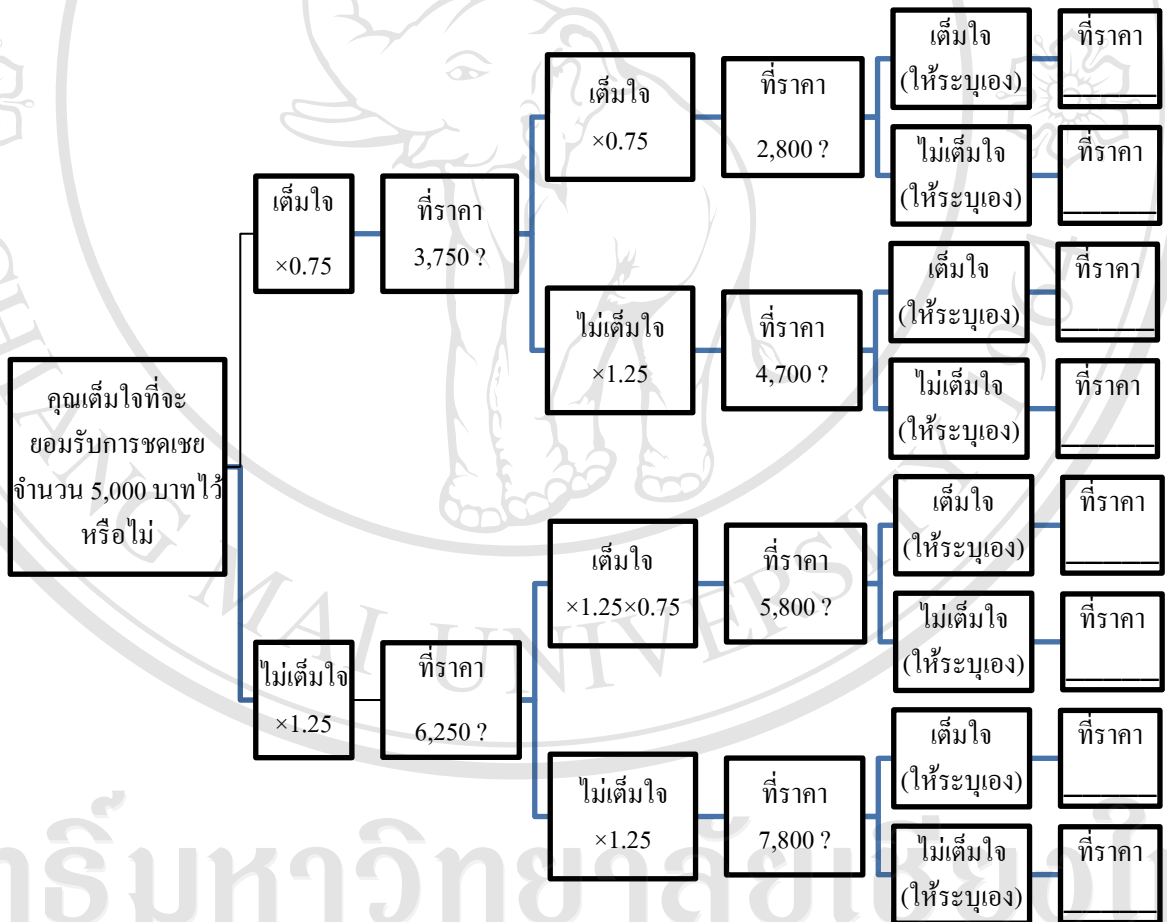 คุณเต็มใจที่จะ
ยอมรับการชดเชย
จำนวน 5,000 บาทไว้
หรือไม่
เต็มใจ
×0.75
ที่ราคา
3,750 ?
เต็มใจ
×0.75
ที่ราคา
2,800 ?
เต็มใจ
(ให้ระบุเอง)
ที่ราคา
ไม่เต็มใจ
(ให้ระบุเอง)
ที่ราคา
ไม่เต็มใจ
×1.25
ที่ราคา
4,700 ?
เต็มใจ
(ให้ระบุเอง)
ที่ราคา
ไม่เต็มใจ
(ให้ระบุเอง)
ที่ราคา
ไม่เต็มใจ
×1.25
ที่ราคา
6,250 ?
เต็มใจ
×1.25×0.75
ที่ราคา
5,800 ?
เต็มใจ
(ให้ระบุเอง)
ที่ราคา
ไม่เต็มใจ
(ให้ระบุเอง)
ที่ราคา
ไม่เต็มใจ
×1.25
ที่ราคา
7,800 ?
เต็มใจ
(ให้ระบุเอง)
ที่ราคา
ไม่เต็มใจ
(ให้ระบุเอง)
ที่ราคา
CHIANG MAI UNIVERSITY 1964